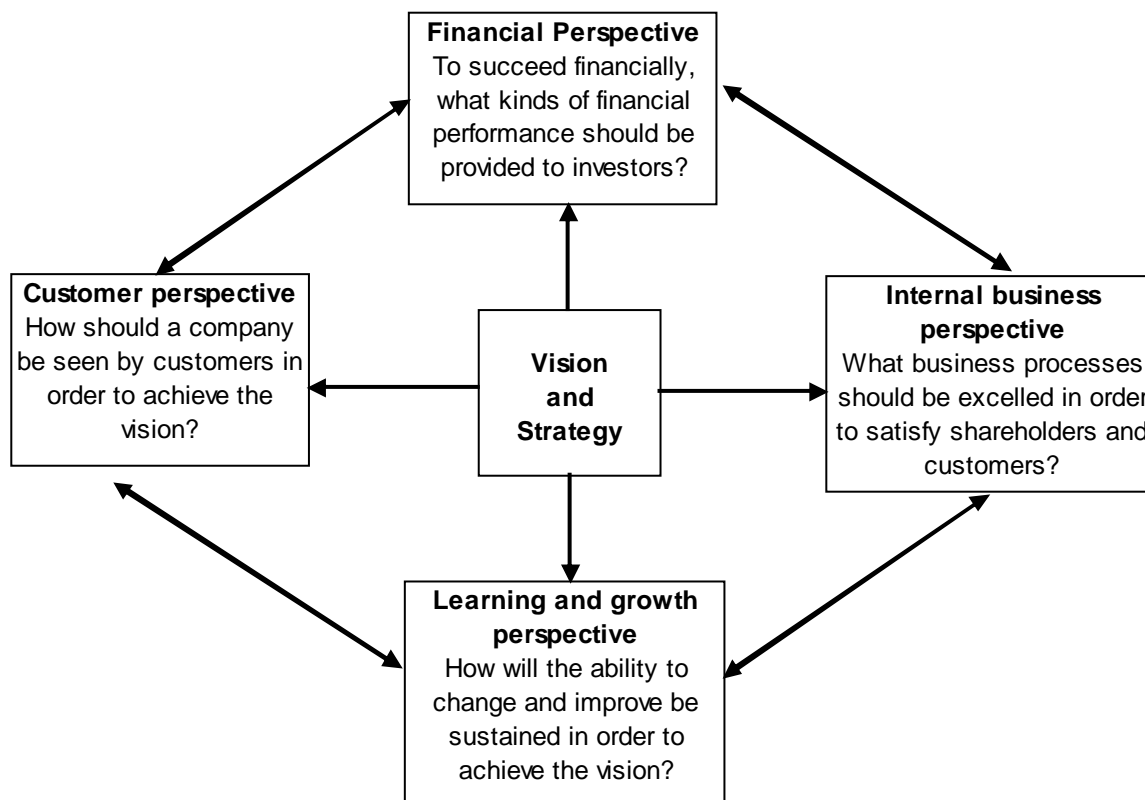 Financial Perspective
To succeed financially,
what kinds of financial
performance should be
provided to investors?
Customer perspective
How should a company
be seen by customers in
order to achieve the
vision?
Vision
and
Strategy
Internal business
perspective
What business processes
should be excelled in order
to satisfy shareholders and
customers?
Learning and growth
perspective
How will the ability to
change and improve be
sustained in order to
achieve the vision?